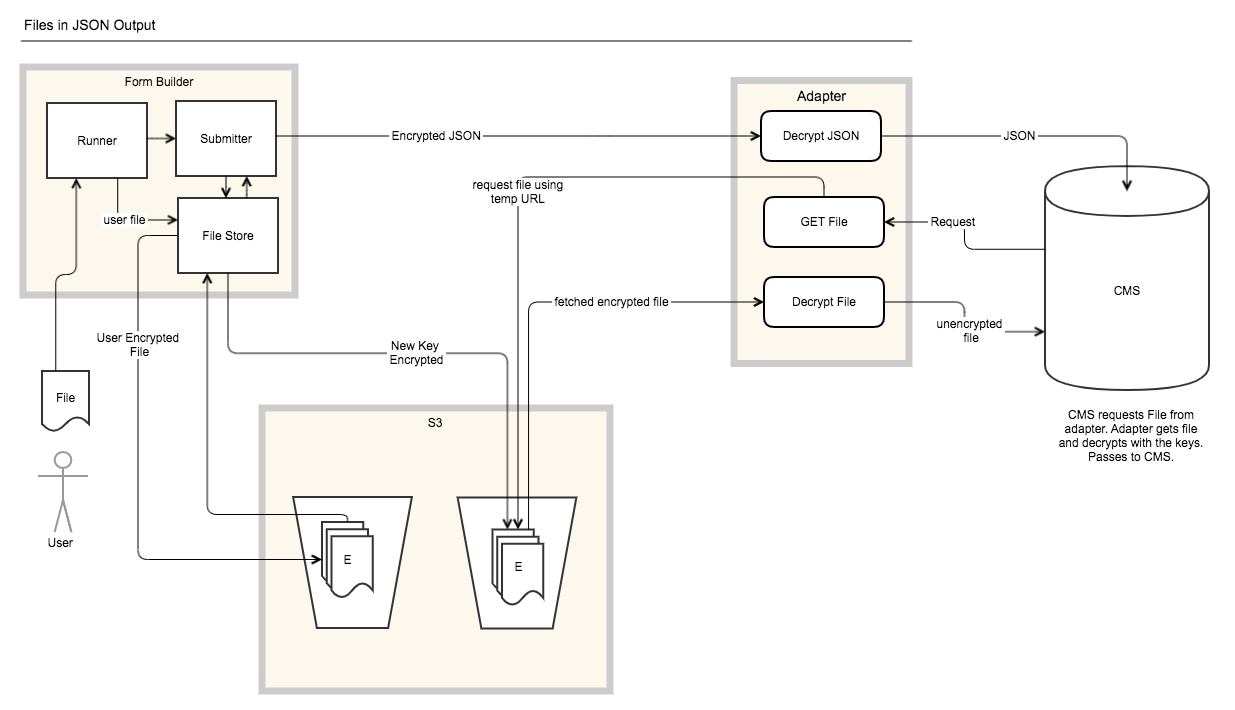 Files in JSON Output
Form Builder
Runner
Submitter
user file
File Store
Encrypted JSON
Adapter
Decrypt JSON
JSON
request file using
temp URL
GET File
Request
fetched encrypted file
Decrypt File
unencrypted
file
CMS
CMS requests File from
adapter. Adapter gets file
and decrypts with the keys.
Passes to CMS.
User Encrypted
File
New Key
Encrypted
File
User
S3
E
E